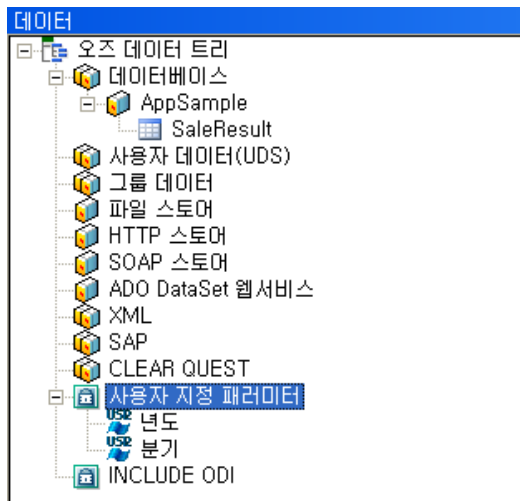 데이터
오즈 데이터 트리
데이터베이스
AppSample
SaleResult
사용자 데이터(UDS)
그룹 데이터
파일 스토어
HTTP 스토어
SOAP 스토어
ADO DataSet 웹서비스
XML
SAP
CLEAR QUEST
사용자 지정 패러미터
USR 년도
USR 분기
INCLUDE ODI